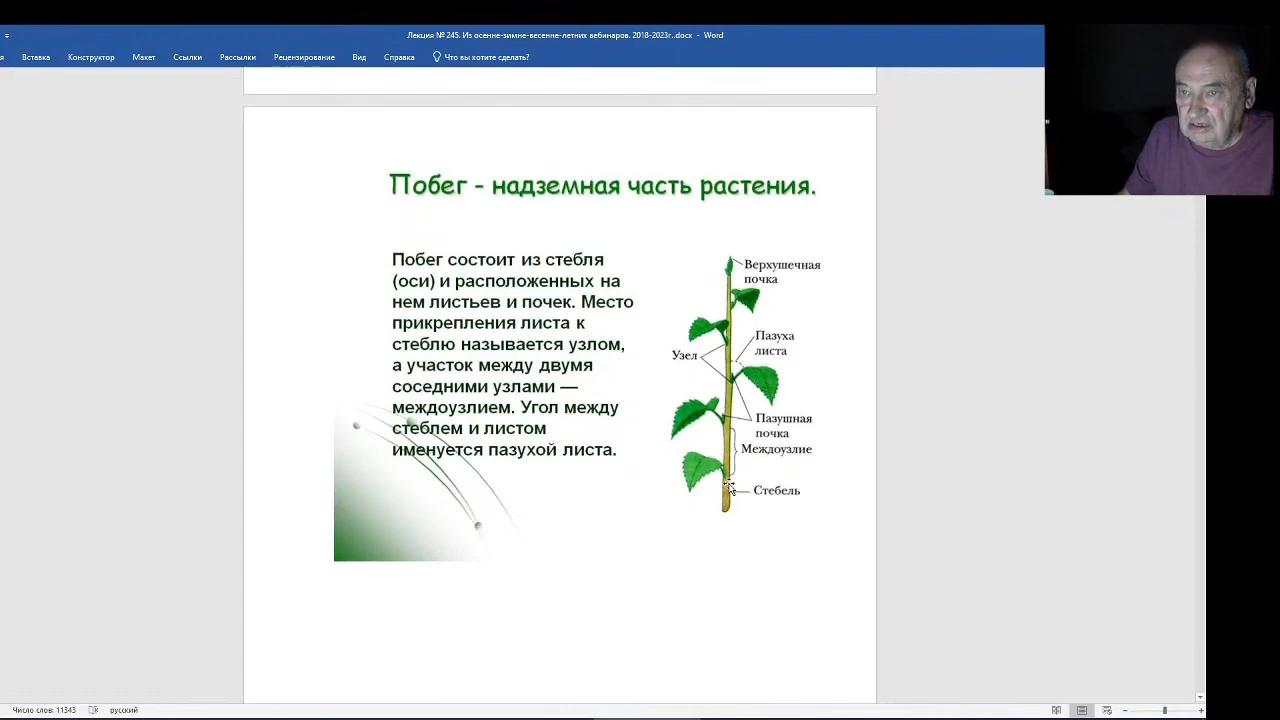 Лекция № 245. Из осенне-зимне-весенне-летних вебинаров. 2018-2023г..docx - Word
Вставка Конструктор Макет Ссылки Рассылки Рецензирование Вид Справка Что вы хотите сделать?
Побег - надземная часть растения.
Побег состоит из стебля
(оси) и расположенных на
нем листьев и почек. Место
прикрепления листа к
стеблю называется узлом,
а участок между двумя
соседними узлами —
междоузлием. Угол между
стеблем и листом
именуется пазухой листа.
Верхушечная
почка
Пазуха
листа
Узел
Пазушная
почка
Междоузлие
Стебель
Число слов: 11343 русский